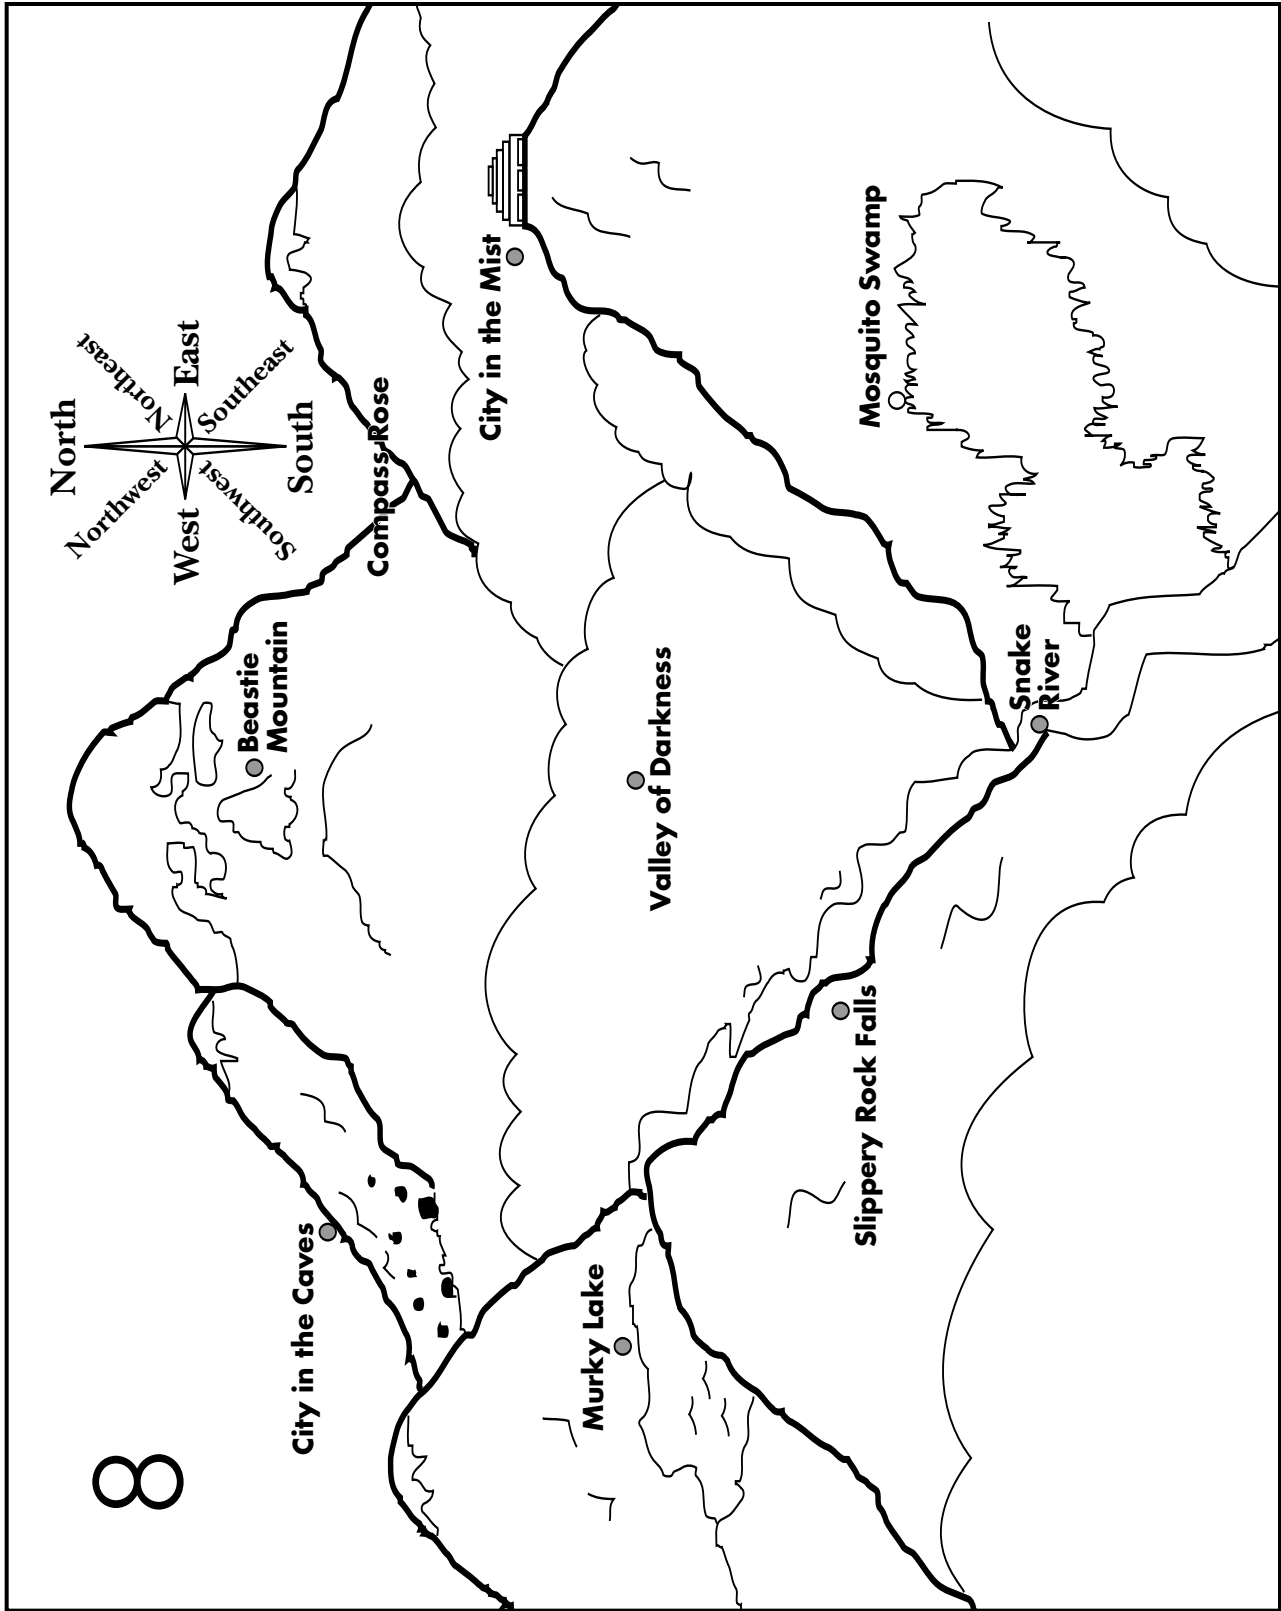 8
North
Northeast
East
Southeast
South
Southwest
West
Northwest
Compass Rose
City in the Mist
Mosquito Swamp
Beastie
Mountain
Valley of Darkness
Snake
River
City in the Caves
Murky Lake
Slippery Rock Falls